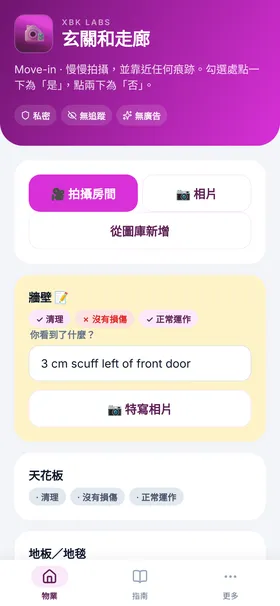 XBK LABS
玄關和走廊
Move-in · 慢慢拍攝，並靠近任何痕跡。勾選處點一
下為「是」，點兩下為「否」。
私密
無追蹤
無廣告
拍攝房間
相片
從圖庫新增
牆壁
✓ 清理
× 沒有損傷
✓ 正常運作
你看到了什麼？
3 cm scuff left of front door
特寫相片
天花板
· 清理
· 沒有損傷
· 正常運作
地板／地毯
物業
指南
更多